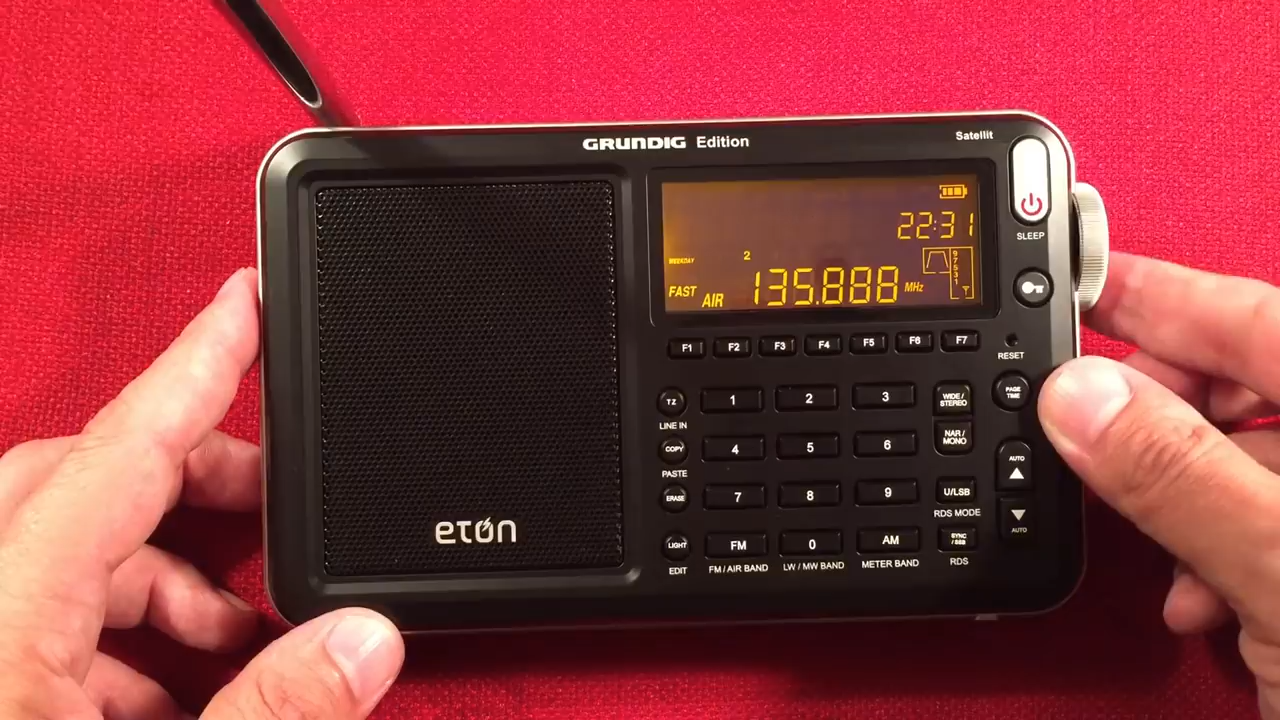 GRUNDIG Edition
Satellit
22:31
SLEEP
WEEKDAY
2
FAST AIR 135.888 MHz
9
7
5
3
1
RESET
F1 F2 F3 F4 F5 F6 F7
TZ 1 2 3 WIDE / STEREO PAGE TIME
LINE IN
COPY 4 5 6 NAR / MONO AUTO
PASTE
ERASE 7 8 9 U/LSB
RDS MODE
AUTO
LIGHT FM 0 AM SYNC / SSB
EDIT FM / AIR BAND LW / MW BAND METER BAND RDS
etón